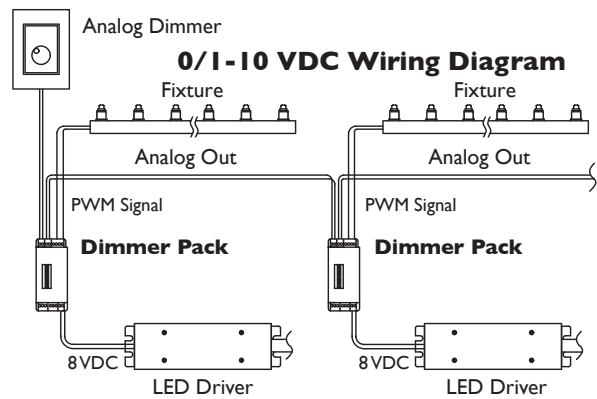 Analog Dimmer
0/1-10 VDC Wiring Diagram
Fixture
Fixture
Analog Out
Analog Out
PWM Signal
PWM Signal
Dimmer Pack
Dimmer Pack
8VDC
8VDC
LED Driver
LED Driver